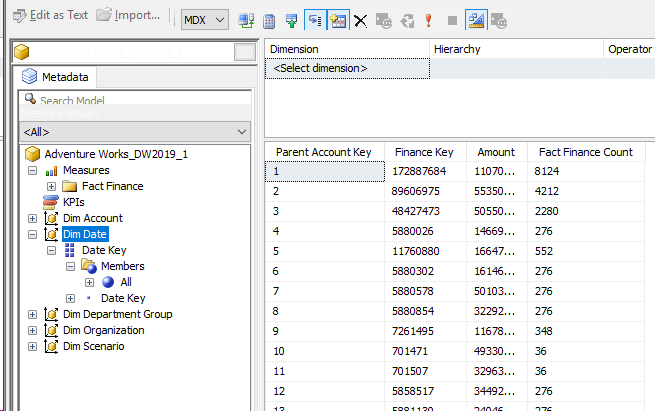 Edit as Text Import... MDX
Dimension Hierarchy Operator
<Select dimension>
Metadata
Search Model
<All>
Adventure Works_DW2019_1
Measures
Fact Finance
KPIs
Dim Account
Dim Date
Date Key
Members
All
Date Key
Dim Department Group
Dim Organization
Dim Scenario
Parent Account Key Finance Key Amount Fact Finance Count
1 172887684 11070... 8124
2 89606975 55350... 4212
3 48427473 50550... 2280
4 5880026 14669... 276
5 11760880 16647... 552
6 5880302 16146... 276
7 5880578 50103... 276
8 5880854 32292... 276
9 7261495 11678... 348
10 701471 49330... 36
11 701507 32963... 36
12 5858517 34492... 276